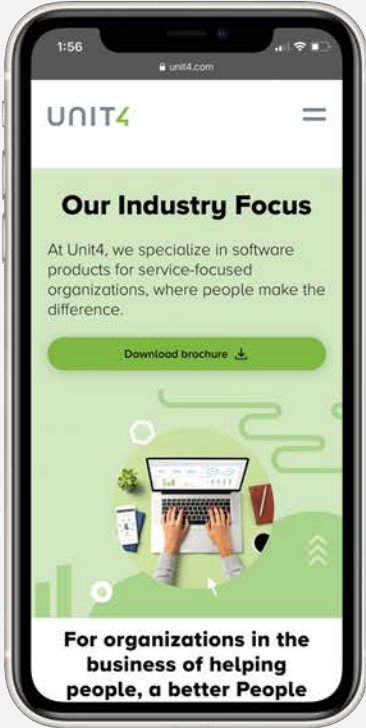 1:56
unit4.com
UNIT4
Our Industry Focus
At Unit4, we specialize in software
products for service-focused
organizations, where people make the
difference.
Download brochure
For organizations in the
business of helping
people, a better People